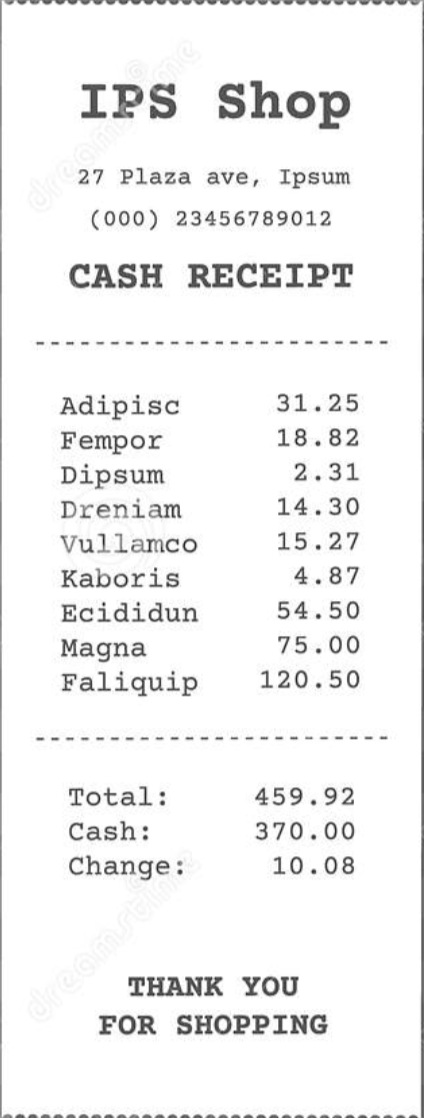 IPS Shop
27 Plaza ave, Ipsum
(000) 23456789012
CASH RECEIPT
------------------------
Adipisc 31.25
Fempor 18.82
Dipsum 2.31
Dreniam 14.30
Vullamco 15.27
Kaboris 4.87
Ecididun 54.50
Magna 75.00
Faliquip 120.50
------------------------
Total: 459.92
Cash: 370.00
Change: 10.08
THANK YOU
FOR SHOPPING
dreamstime
dreamstime